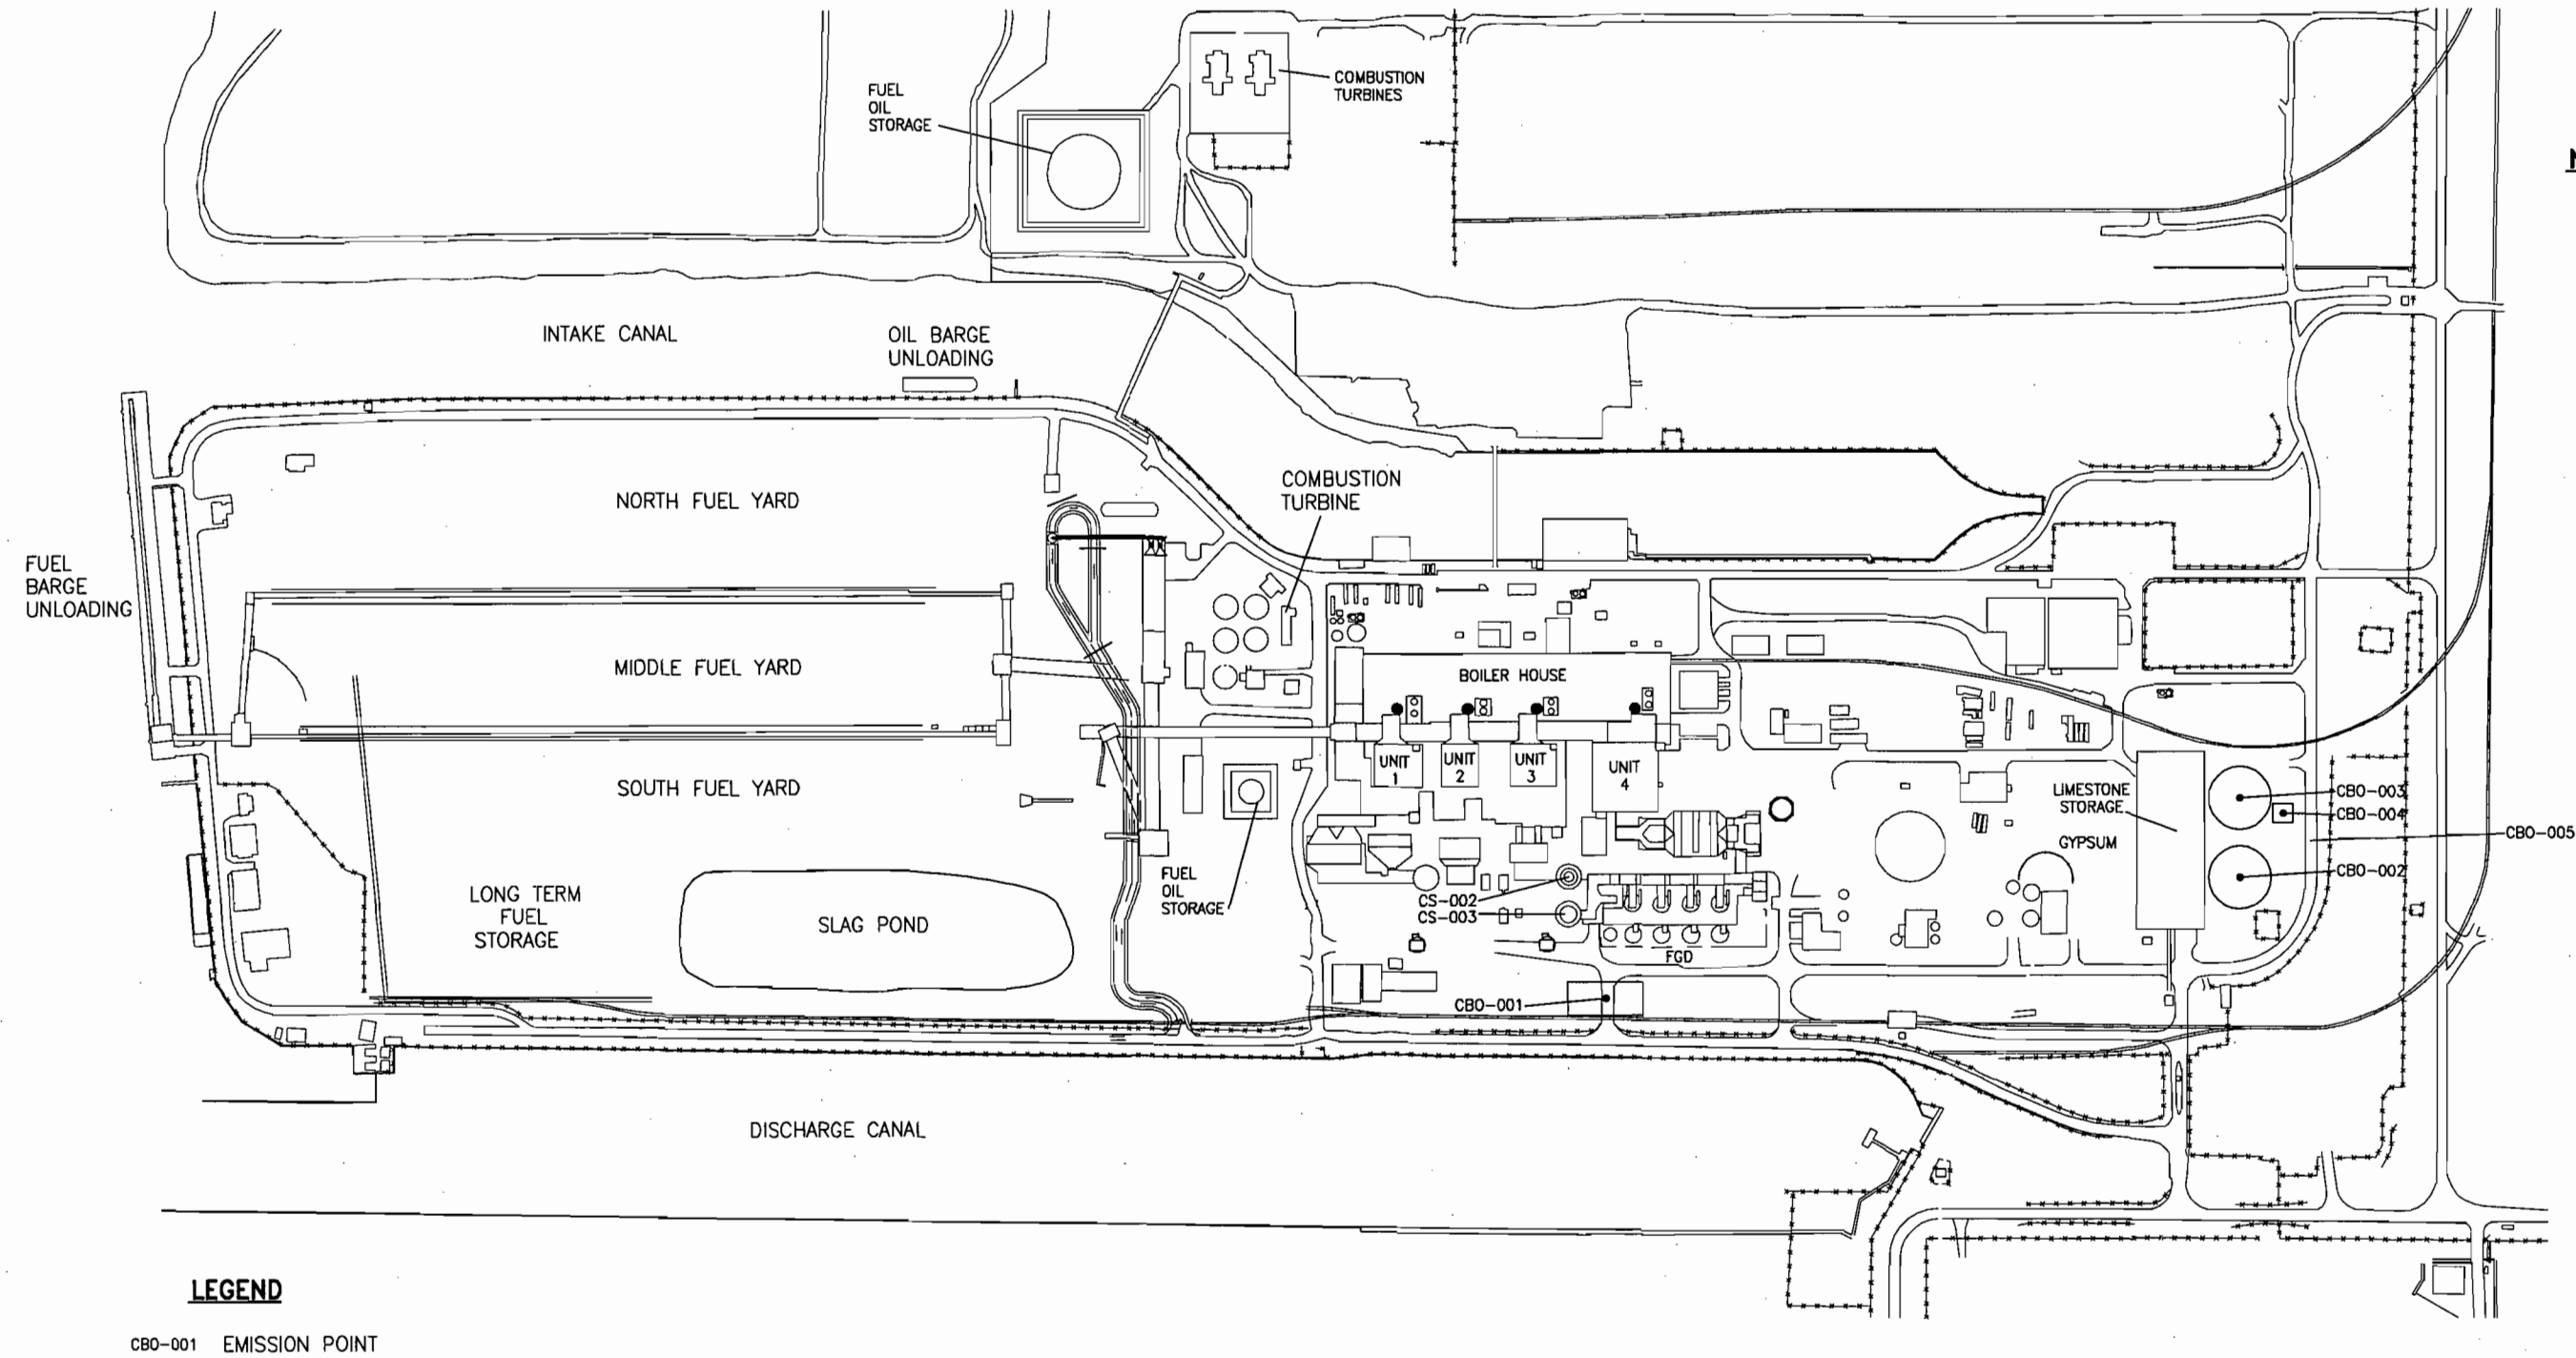 FUEL
OIL
STORAGE
COMBUSTION
TURBINES
INTAKE CANAL
OIL BARGE
UNLOADING
COMBUSTION
TURBINE
NORTH FUEL YARD
FUEL
BARGE
UNLOADING
MIDDLE FUEL YARD
BOILER HOUSE
SOUTH FUEL YARD
UNIT
1
UNIT
2
UNIT
3
UNIT
4
LIMESTONE
STORAGE
GYPSUM
CBO-003
CBO-004
CBO-005
CBO-002
LONG TERM
FUEL
STORAGE
SLAG POND
FUEL
OIL
STORAGE
CS-002
CS-003
FGD
CBO-001
DISCHARGE CANAL
LEGEND
CBO-001 EMISSION POINT